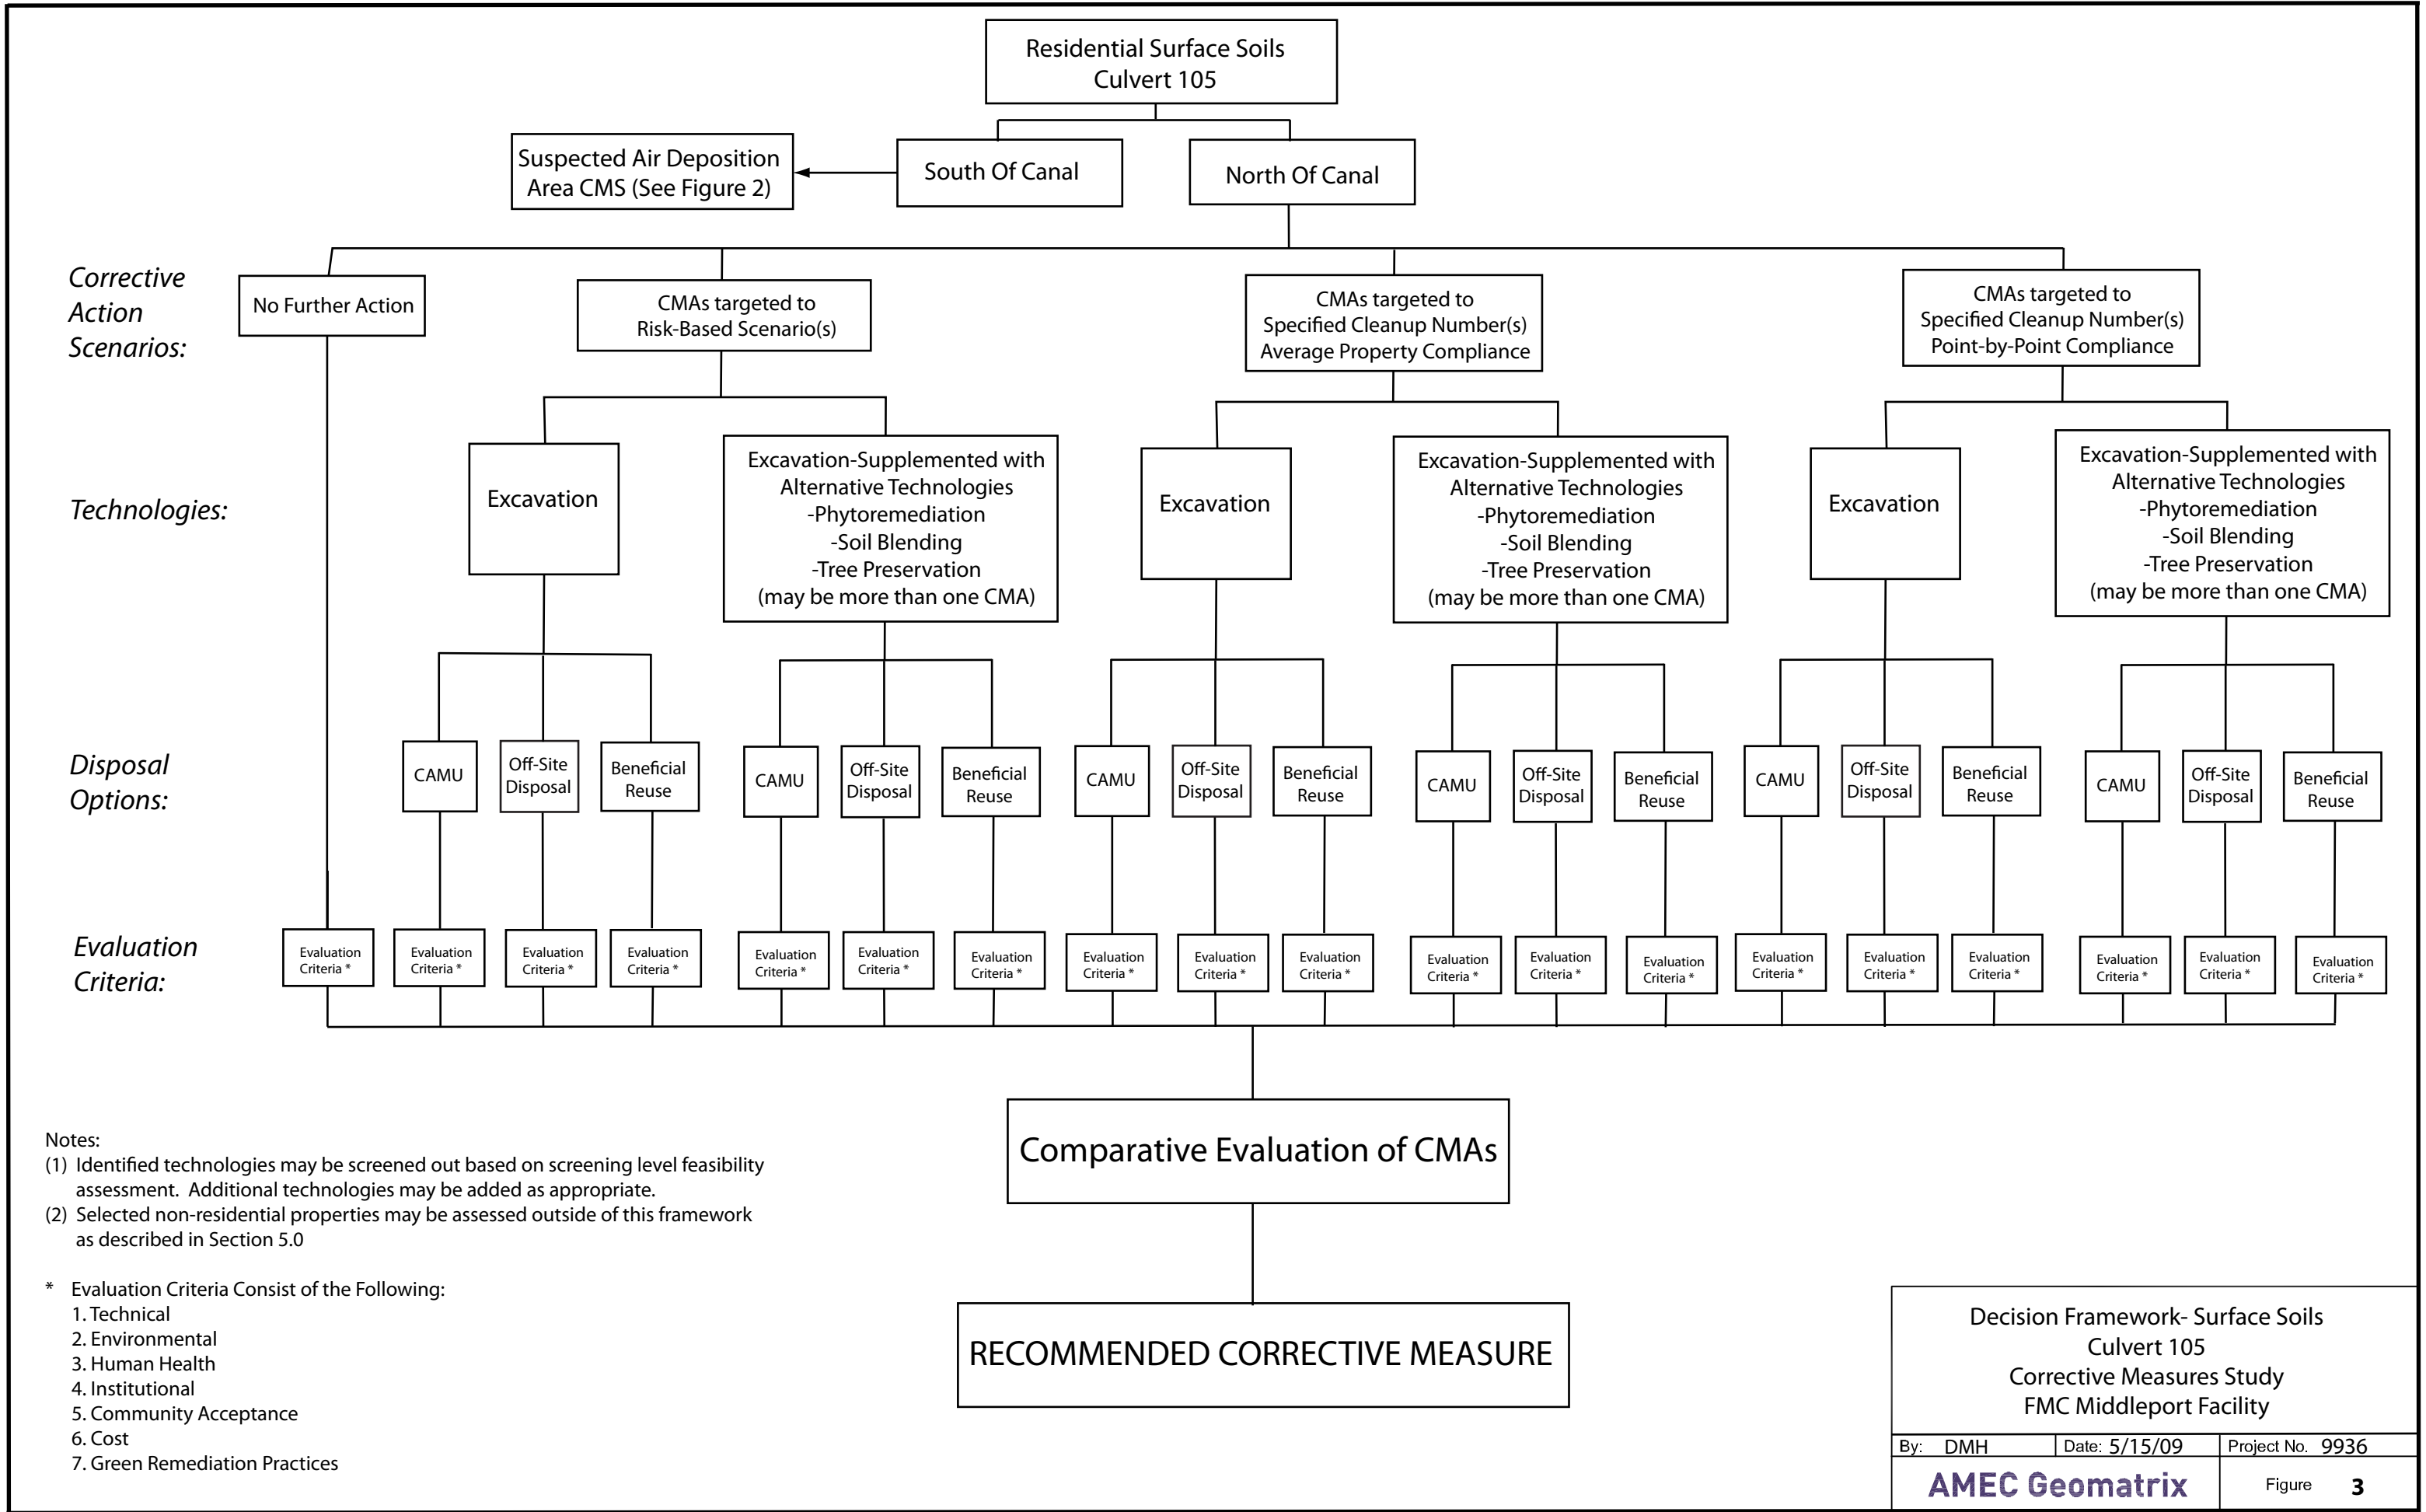 Residential Surface Soils
Culvert 105
Suspected Air Deposition
Area CMS (See Figure 2)
South Of Canal
North Of Canal
Corrective
Action
Scenarios:
No Further Action
CMAs targeted to
Risk-Based Scenario(s)
CMAs targeted to
Specified Cleanup Number(s)
Average Property Compliance
CMAs targeted to
Specified Cleanup Number(s)
Point-by-Point Compliance
Technologies:
Excavation
Excavation-Supplemented with
Alternative Technologies
-Phytoremediation
-Soil Blending
-Tree Preservation
(may be more than one CMA)
Excavation
Excavation-Supplemented with
Alternative Technologies
-Phytoremediation
-Soil Blending
-Tree Preservation
(may be more than one CMA)
Excavation
Excavation-Supplemented with
Alternative Technologies
-Phytoremediation
-Soil Blending
-Tree Preservation
(may be more than one CMA)
Disposal
Options:
CAMU
Off-Site
Disposal
Beneficial
Reuse
CAMU
Off-Site
Disposal
Beneficial
Reuse
CAMU
Off-Site
Disposal
Beneficial
Reuse
CAMU
Off-Site
Disposal
Beneficial
Reuse
CAMU
Off-Site
Disposal
Beneficial
Reuse
CAMU
Off-Site
Disposal
Beneficial
Reuse
Evaluation
Criteria:
Evaluation
Criteria *
Evaluation
Criteria *
Evaluation
Criteria *
Evaluation
Criteria *
Evaluation
Criteria *
Evaluation
Criteria *
Evaluation
Criteria *
Evaluation
Criteria *
Evaluation
Criteria *
Evaluation
Criteria *
Evaluation
Criteria *
Evaluation
Criteria *
Evaluation
Criteria *
Evaluation
Criteria *
Evaluation
Criteria *
Evaluation
Criteria *
Evaluation
Criteria *
Evaluation
Criteria *
Evaluation
Criteria *
Comparative Evaluation of CMAs
RECOMMENDED CORRECTIVE MEASURE
Notes:
(1) Identified technologies may be screened out based on screening level feasibility
assessment. Additional technologies may be added as appropriate.
(2) Selected non-residential properties may be assessed outside of this framework
as described in Section 5.0
* Evaluation Criteria Consist of the Following:
1. Technical
2. Environmental
3. Human Health
4. Institutional
5. Community Acceptance
6. Cost
7. Green Remediation Practices
Decision Framework- Surface Soils
Culvert 105
Corrective Measures Study
FMC Middleport Facility
By: DMH Date: 5/15/09 Project No. 9936
AMEC Geomatrix Figure 3